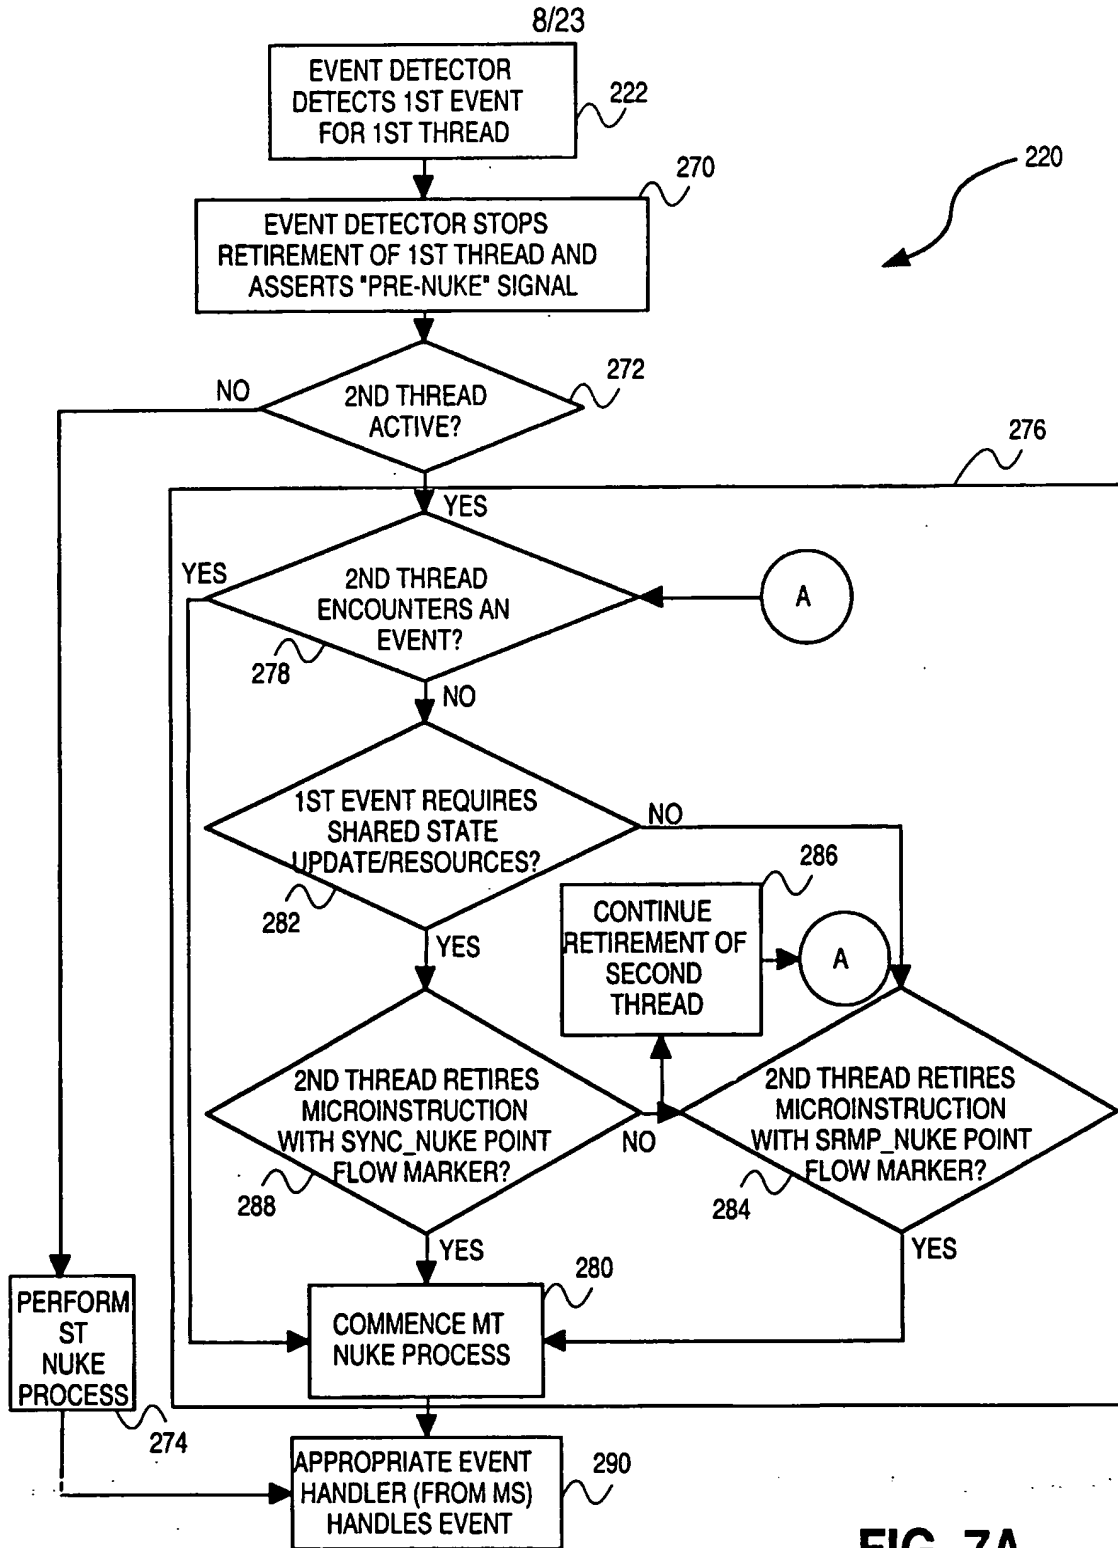 8/23
EVENT DETECTOR
DETECTS 1ST EVENT
FOR 1ST THREAD
222
220
270
EVENT DETECTOR STOPS
RETIREMENT OF 1ST THREAD AND
ASSERTS "PRE-NUKE" SIGNAL
NO
2ND THREAD
ACTIVE?
272
276
YES
YES
2ND THREAD
ENCOUNTERS AN
EVENT?
A
278
NO
1ST EVENT REQUIRES
SHARED STATE
UPDATE/RESOURCES?
NO
282
286
CONTINUE
RETIREMENT OF
SECOND
THREAD
A
YES
2ND THREAD RETIRES
MICROINSTRUCTION
WITH SYNC_NUKE POINT
FLOW MARKER?
NO
288
2ND THREAD RETIRES
MICROINSTRUCTION
WITH SRMP_NUKE POINT
FLOW MARKER?
284
YES
YES
280
COMMENCE MT
NUKE PROCESS
PERFORM
ST
NUKE
PROCESS
274
APPROPRIATE EVENT
HANDLER (FROM MS)
HANDLES EVENT
290
FIG. 7A